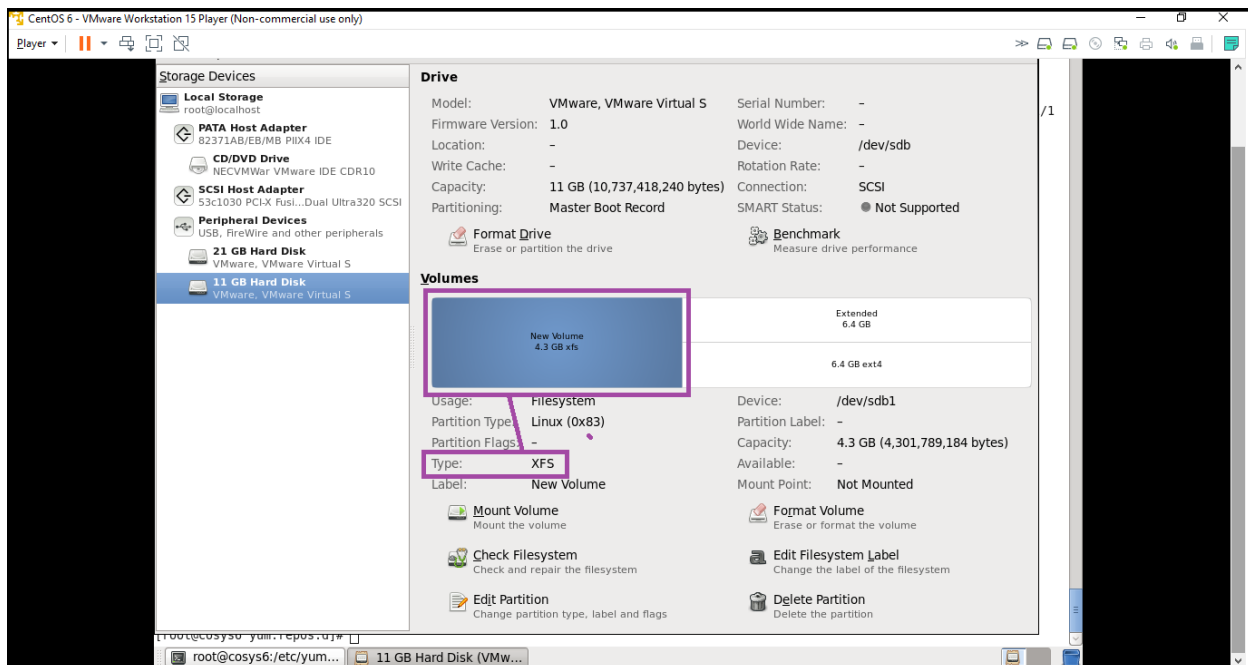 CentOS 6 - VMware Workstation 15 Player (Non-commercial use only)
Player
Storage Devices
Local Storage
root@localhost
PATA Host Adapter
82371AB/EB/MB PIIX4 IDE
CD/DVD Drive
NECVMWar VMware IDE CDR10
SCSI Host Adapter
53c1030 PCI-X Fusi...Dual Ultra320 SCSI
Peripheral Devices
USB, FireWire and other peripherals
21 GB Hard Disk
VMware, VMware Virtual S
11 GB Hard Disk
VMware, VMware Virtual S
Drive
Model: VMware, VMware Virtual S Serial Number: –
Firmware Version: 1.0 World Wide Name: –
Location: – Device: /dev/sdb
Write Cache: – Rotation Rate: –
Capacity: 11 GB (10,737,418,240 bytes) Connection: SCSI
Partitioning: Master Boot Record SMART Status: Not Supported
Format Drive Benchmark
Erase or partition the drive Measure drive performance
/1
Volumes
New Volume
4.3 GB xfs
Extended
6.4 GB
6.4 GB ext4
Usage: Filesystem Device: /dev/sdb1
Partition Type: Linux (0x83) Partition Label: –
Partition Flags: – Capacity: 4.3 GB (4,301,789,184 bytes)
Type: XFS Available: –
Label: New Volume Mount Point: Not Mounted
Mount Volume Format Volume
Mount the volume Erase or format the volume
Check Filesystem Edit Filesystem Label
Check and repair the filesystem Change the label of the filesystem
Edit Partition Delete Partition
Change partition type, label and flags Delete the partition
[root@cosys6 yum.repos.d]#
root@cosys6:/etc/yum... 11 GB Hard Disk (VMw...